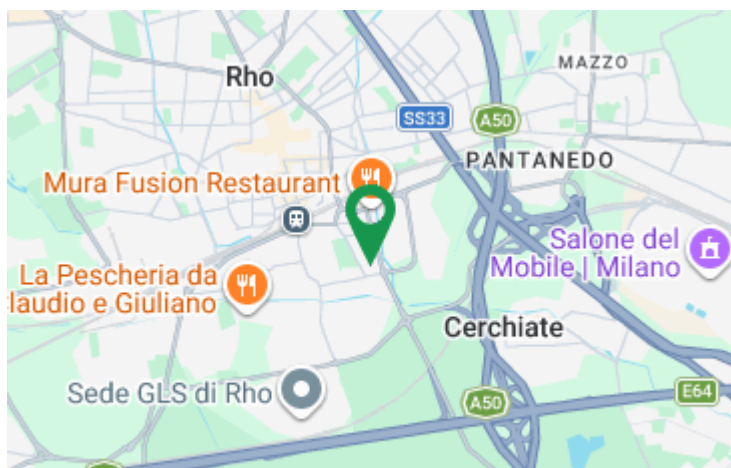 MAZZO
Rho
SS33
A50
PANTANEDO
Mura Fusion Restaurant
Salone del
Mobile | Milano
La Pescheria da
laudio e Giuliano
Cerchiate
Sede GLS di Rho
E64
A50